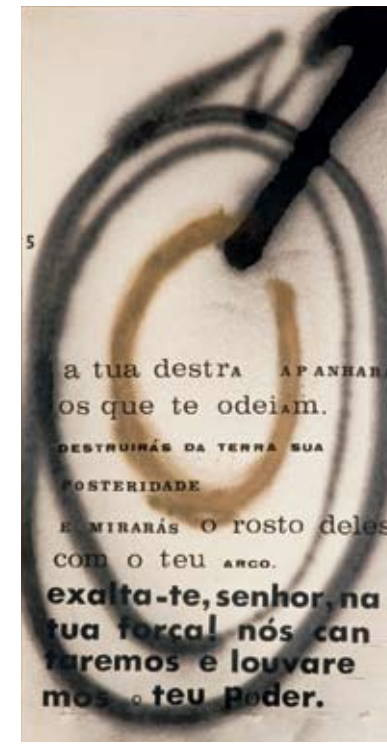 5
a tua destrA APANHARÁ
os que te odeiAm.
DESTRUIRÁS DA TERRA SUA
POSTERIDADE
E MIRARÁS O rosto deles
com o teu ARCO.
exalta-te, senhor, na
tua força! nós can
taremos e louvare
mos o teu Poder.